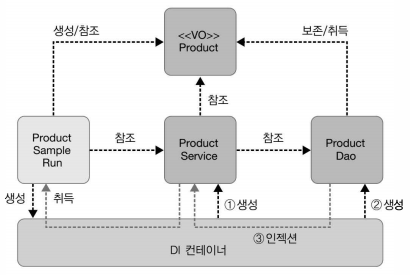 생성/참조
<<VO>>
Product
보존/취득
참조
Product
Sample
Run
참조
Product
Service
참조
Product
Dao
생성
취득
①생성
②생성
③인젝션
DI 컨테이너